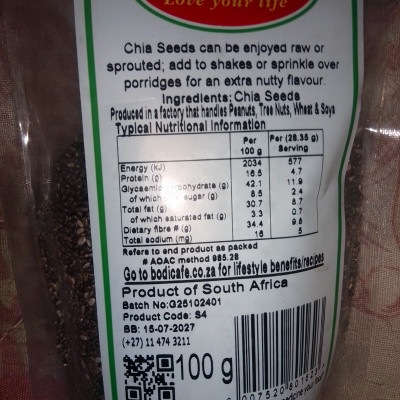 Love your life
Chia Seeds can be enjoyed raw or
sprouted; add to shakes or sprinkle over
porridges for an extra nutty flavour.
Ingredients: Chia Seeds
Produced in a factory that handles Peanuts, Tree Nuts, Wheat & Soya
Typical Nutritional Information
Per 100 g Per (28.35 g) Serving
Energy (kJ) 2034 577
Protein (g) 16.5 4.7
Glycaemic carbohydrate (g) 42.1 11.9
of which sugar (g) 8.5 2.4
Total fat (g) 30.7 8.7
of which saturated fat (g) 3.3 0.7
Dietary fibre # (g) 34.4 9.8
Total sodium (mg) 16 5
Refers to end product as packed
# AOAC method 985.28
Go to bodicafe.co.za for lifestyle benefits/recipes
Product of South Africa
Batch No:G25102401
Product Code: S4
BB: 15-07-2027
(+27) 11 474 3211
100 g